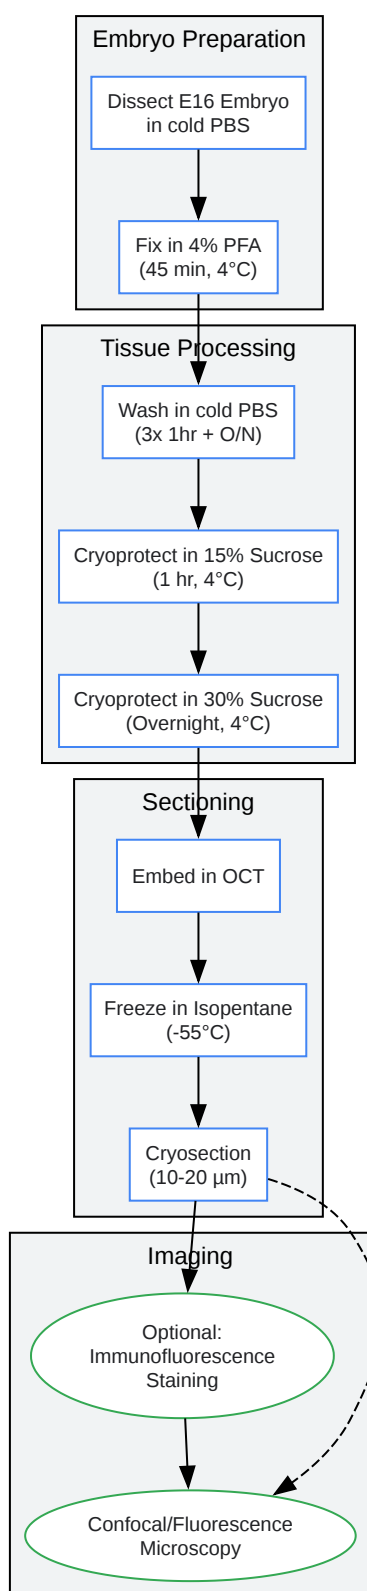 Embryo Preparation
Dissect E16 Embryo
in cold PBS
Fix in 4% PFA
(45 min, 4°C)
Tissue Processing
Wash in cold PBS
(3x 1hr + O/N)
Cryoprotect in 15% Sucrose
(1 hr, 4°C)
Cryoprotect in 30% Sucrose
(Overnight, 4°C)
Sectioning
Embed in OCT
Freeze in Isopentane
(-55°C)
Cryosection
(10-20 µm)
Imaging
Optional:
Immunofluorescence
Staining
Confocal/Fluorescence
Microscopy